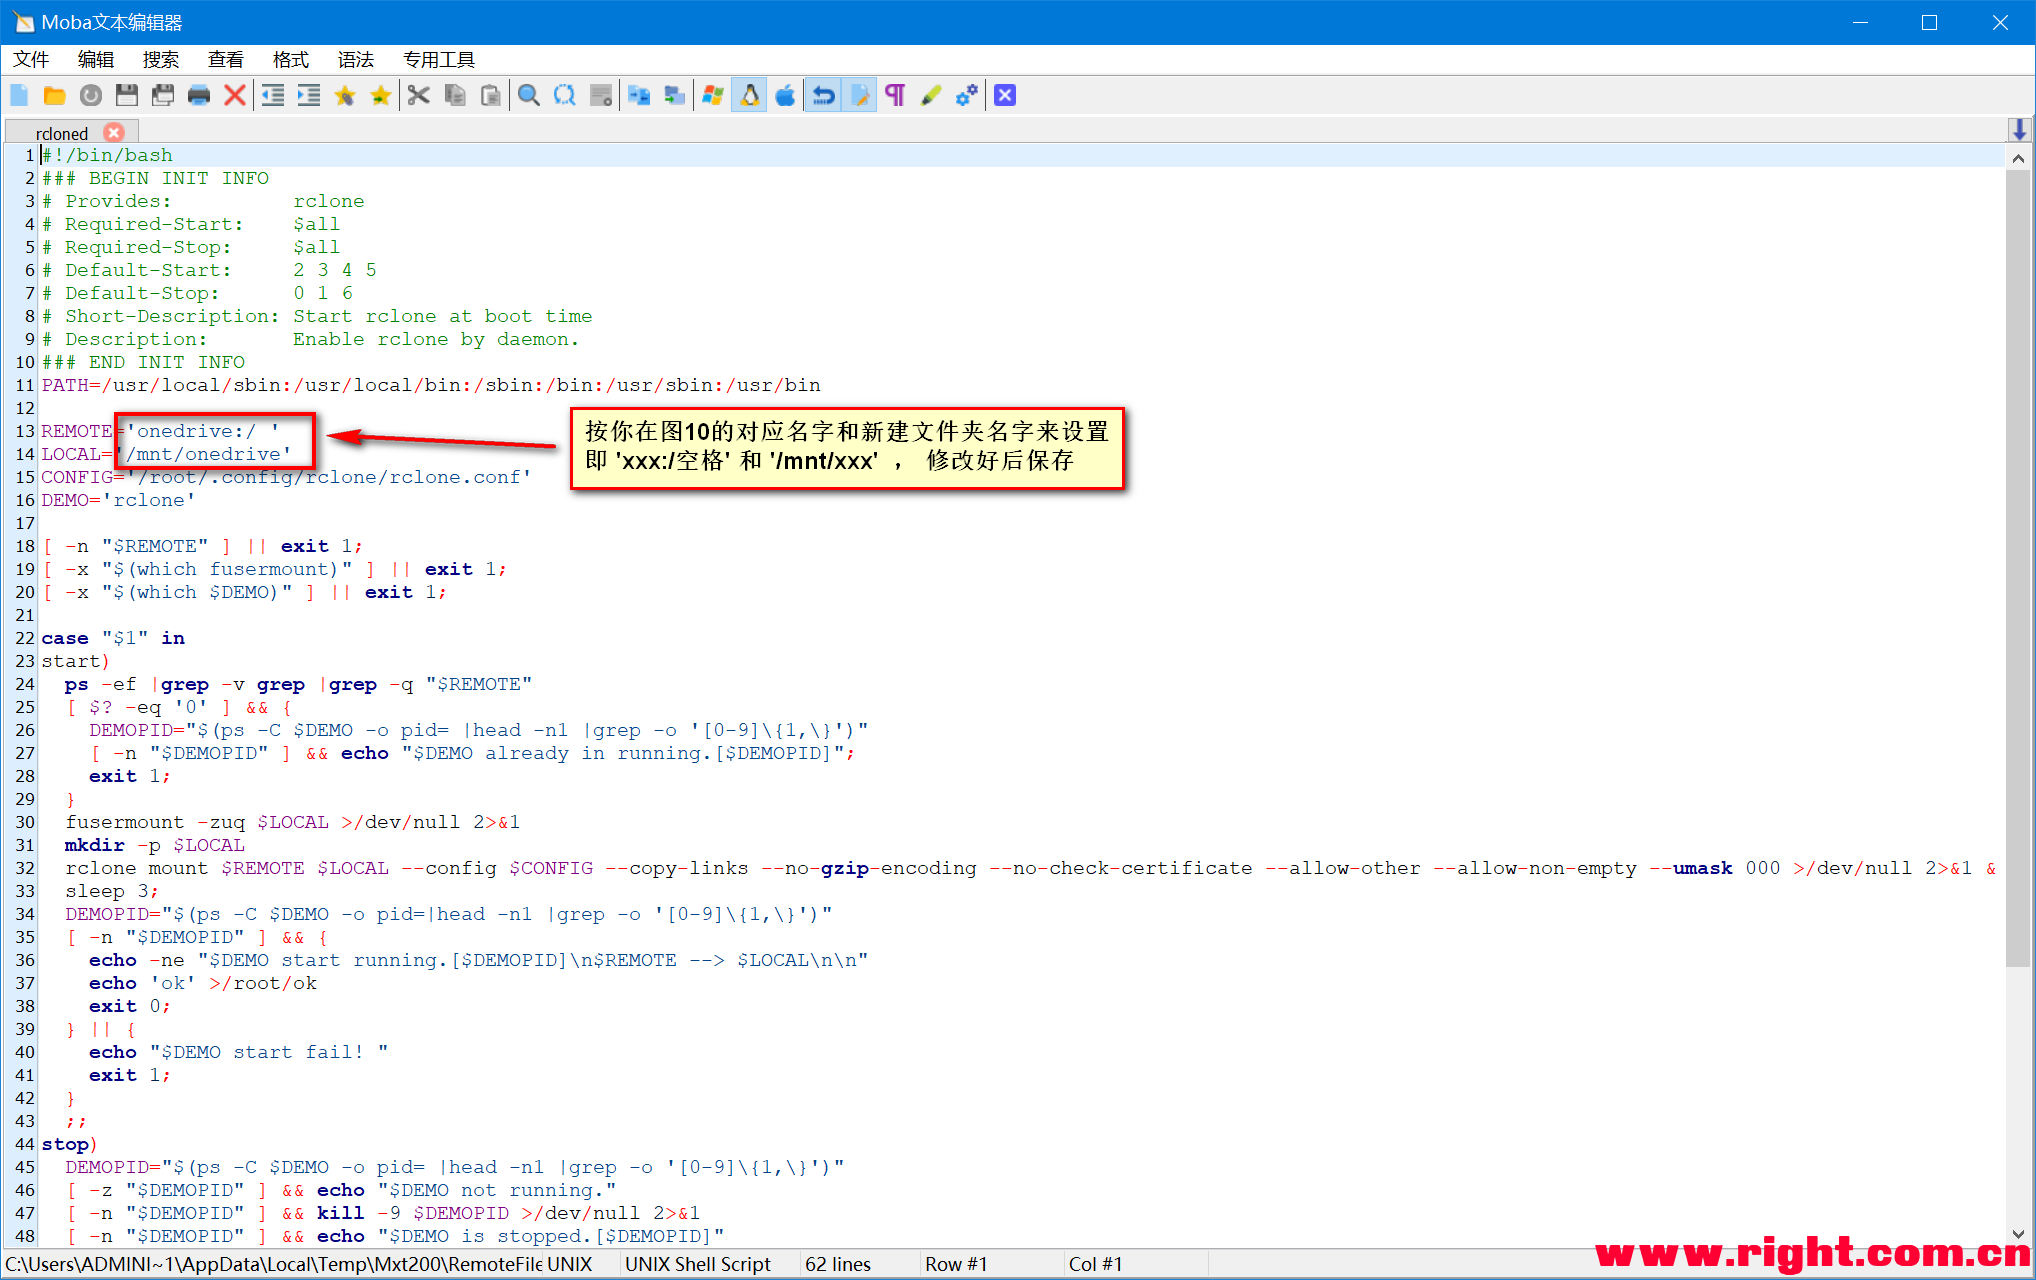 Moba文本编辑器
文件 编辑 搜索 查看 格式 语法 专用工具
rcloned
1 #!/bin/bash
2 ### BEGIN INIT INFO
3 # Provides:          rclone
4 # Required-Start:    $all
5 # Required-Stop:     $all
6 # Default-Start:     2 3 4 5
7 # Default-Stop:      0 1 6
8 # Short-Description: Start rclone at boot time
9 # Description:       Enable rclone by daemon.
10 ### END INIT INFO
11 PATH=/usr/local/sbin:/usr/local/bin:/sbin:/bin:/usr/sbin:/usr/bin
12
13 REMOTE='onedrive:/ '
14 LOCAL='/mnt/onedrive'
按你在图10的对应名字和新建文件夹名字来设置
即 'xxx:/空格' 和 '/mnt/xxx' ， 修改好后保存
15 CONFIG='/root/.config/rclone/rclone.conf'
16 DEMO='rclone'
17
18 [ -n "$REMOTE" ] || exit 1;
19 [ -x "$(which fusermount)" ] || exit 1;
20 [ -x "$(which $DEMO)" ] || exit 1;
21
22 case "$1" in
23 start)
24   ps -ef |grep -v grep |grep -q "$REMOTE"
25   [ $? -eq '0' ] && {
26     DEMOPID="$(ps -C $DEMO -o pid= |head -n1 |grep -o '[0-9]\{1,\}')"
27     [ -n "$DEMOPID" ] && echo "$DEMO already in running.[$DEMOPID]";
28     exit 1;
29   }
30   fusermount -zuq $LOCAL >/dev/null 2>&1
31   mkdir -p $LOCAL
32   rclone mount $REMOTE $LOCAL --config $CONFIG --copy-links --no-gzip-encoding --no-check-certificate --allow-other --allow-non-empty --umask 000 >/dev/null 2>&1 &
33   sleep 3;
34   DEMOPID="$(ps -C $DEMO -o pid=|head -n1 |grep -o '[0-9]\{1,\}')"
35   [ -n "$DEMOPID" ] && {
36     echo -ne "$DEMO start running.[$DEMOPID]\n$REMOTE --> $LOCAL\n\n"
37     echo 'ok' >/root/ok
38     exit 0;
39   } || {
40     echo "$DEMO start fail! "
41     exit 1;
42   }
43   ;;
44 stop)
45   DEMOPID="$(ps -C $DEMO -o pid= |head -n1 |grep -o '[0-9]\{1,\}')"
46   [ -z "$DEMOPID" ] && echo "$DEMO not running."
47   [ -n "$DEMOPID" ] && kill -9 $DEMOPID >/dev/null 2>&1
48   [ -n "$DEMOPID" ] && echo "$DEMO is stopped.[$DEMOPID]"
C:\Users\ADMINI~1\AppData\Local\Temp\Mxt200\RemoteFile UNIX UNIX Shell Script 62 lines Row #1 Col #1
www.right.com.cn